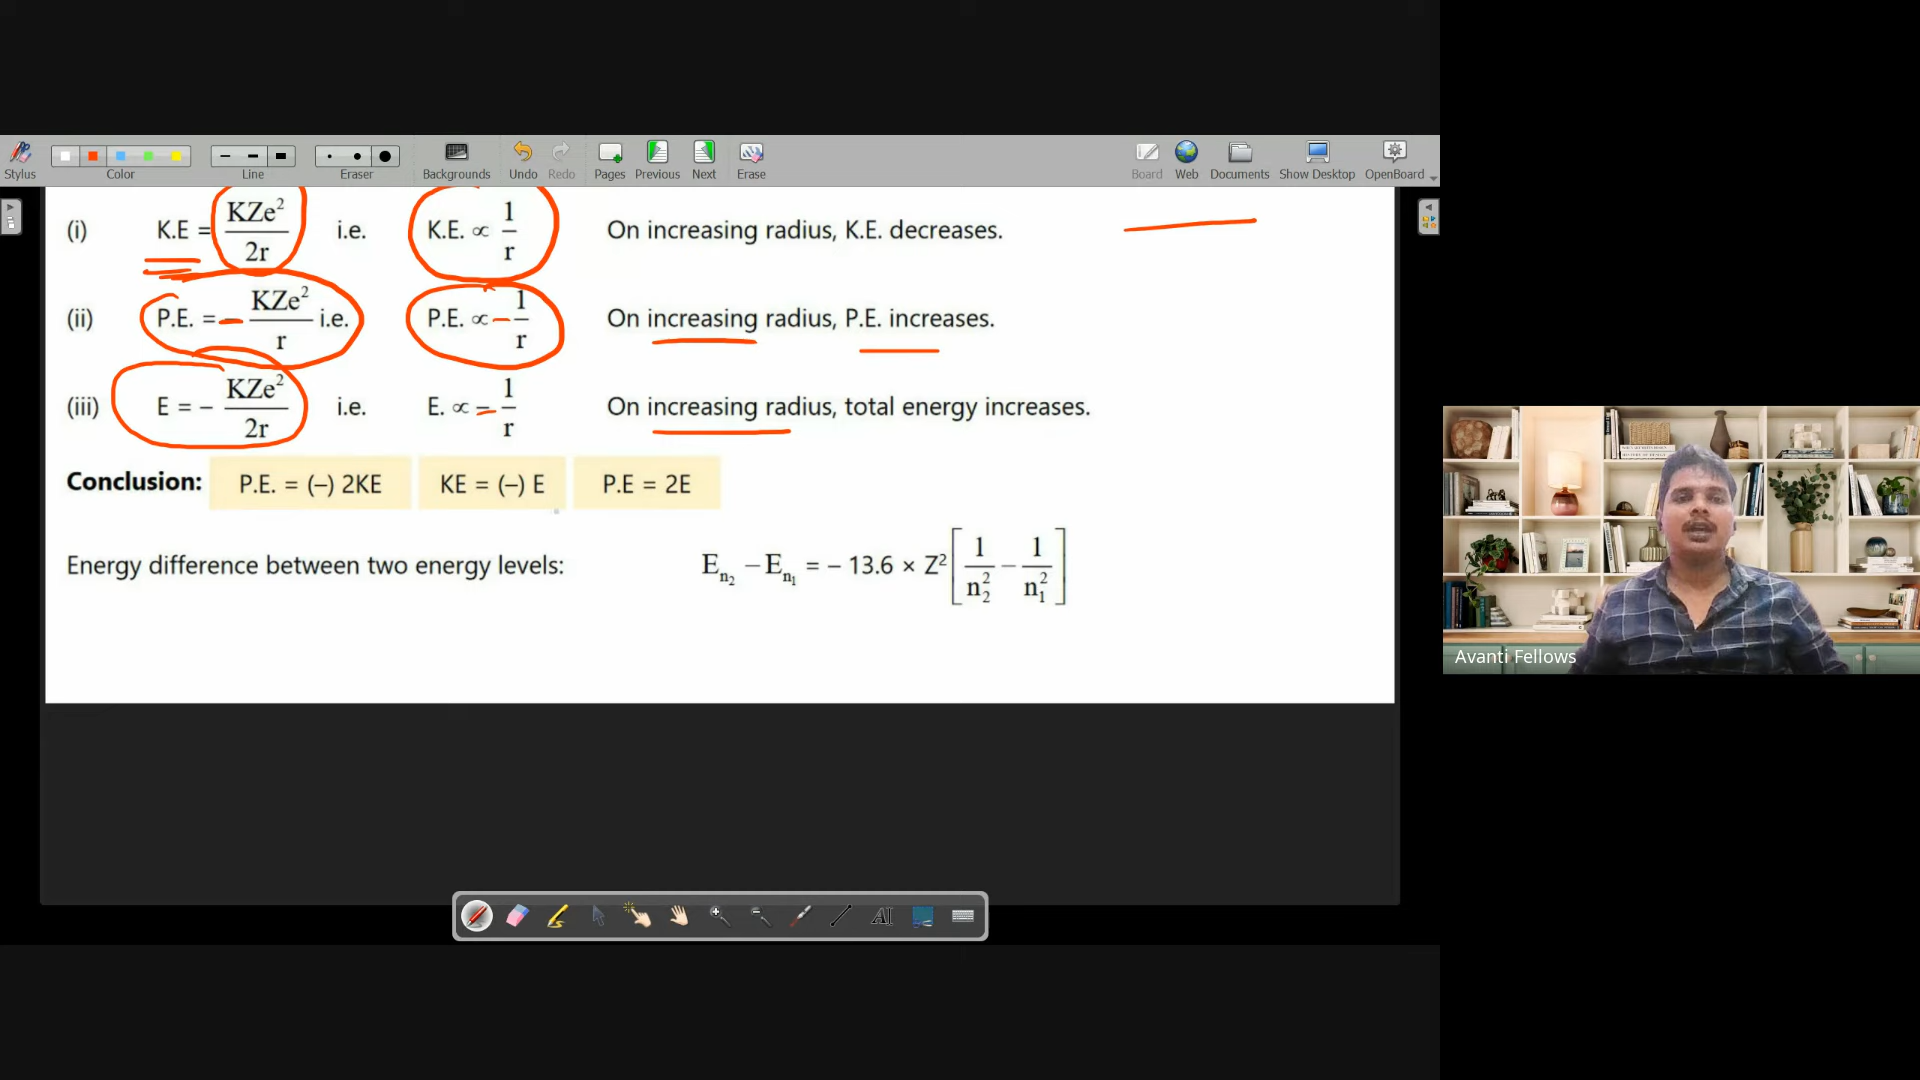 Stylus Color Line Eraser Backgrounds Undo Redo Pages Previous Next Erase Board Web Documents Show Desktop OpenBoard
(i) K.E = KZe²/2r i.e. K.E. ∝ 1/r On increasing radius, K.E. decreases.
(ii) P.E. = – KZe²/r i.e. P.E. ∝ – 1/r On increasing radius, P.E. increases.
(iii) E = – KZe²/2r i.e. E. ∝ – 1/r On increasing radius, total energy increases.
Conclusion: P.E. = (–) 2KE KE = (–) E P.E = 2E
Energy difference between two energy levels: E_n₂ – E_n₁ = – 13.6 × Z² [1/n₂² – 1/n₁²]
Avanti Fellows